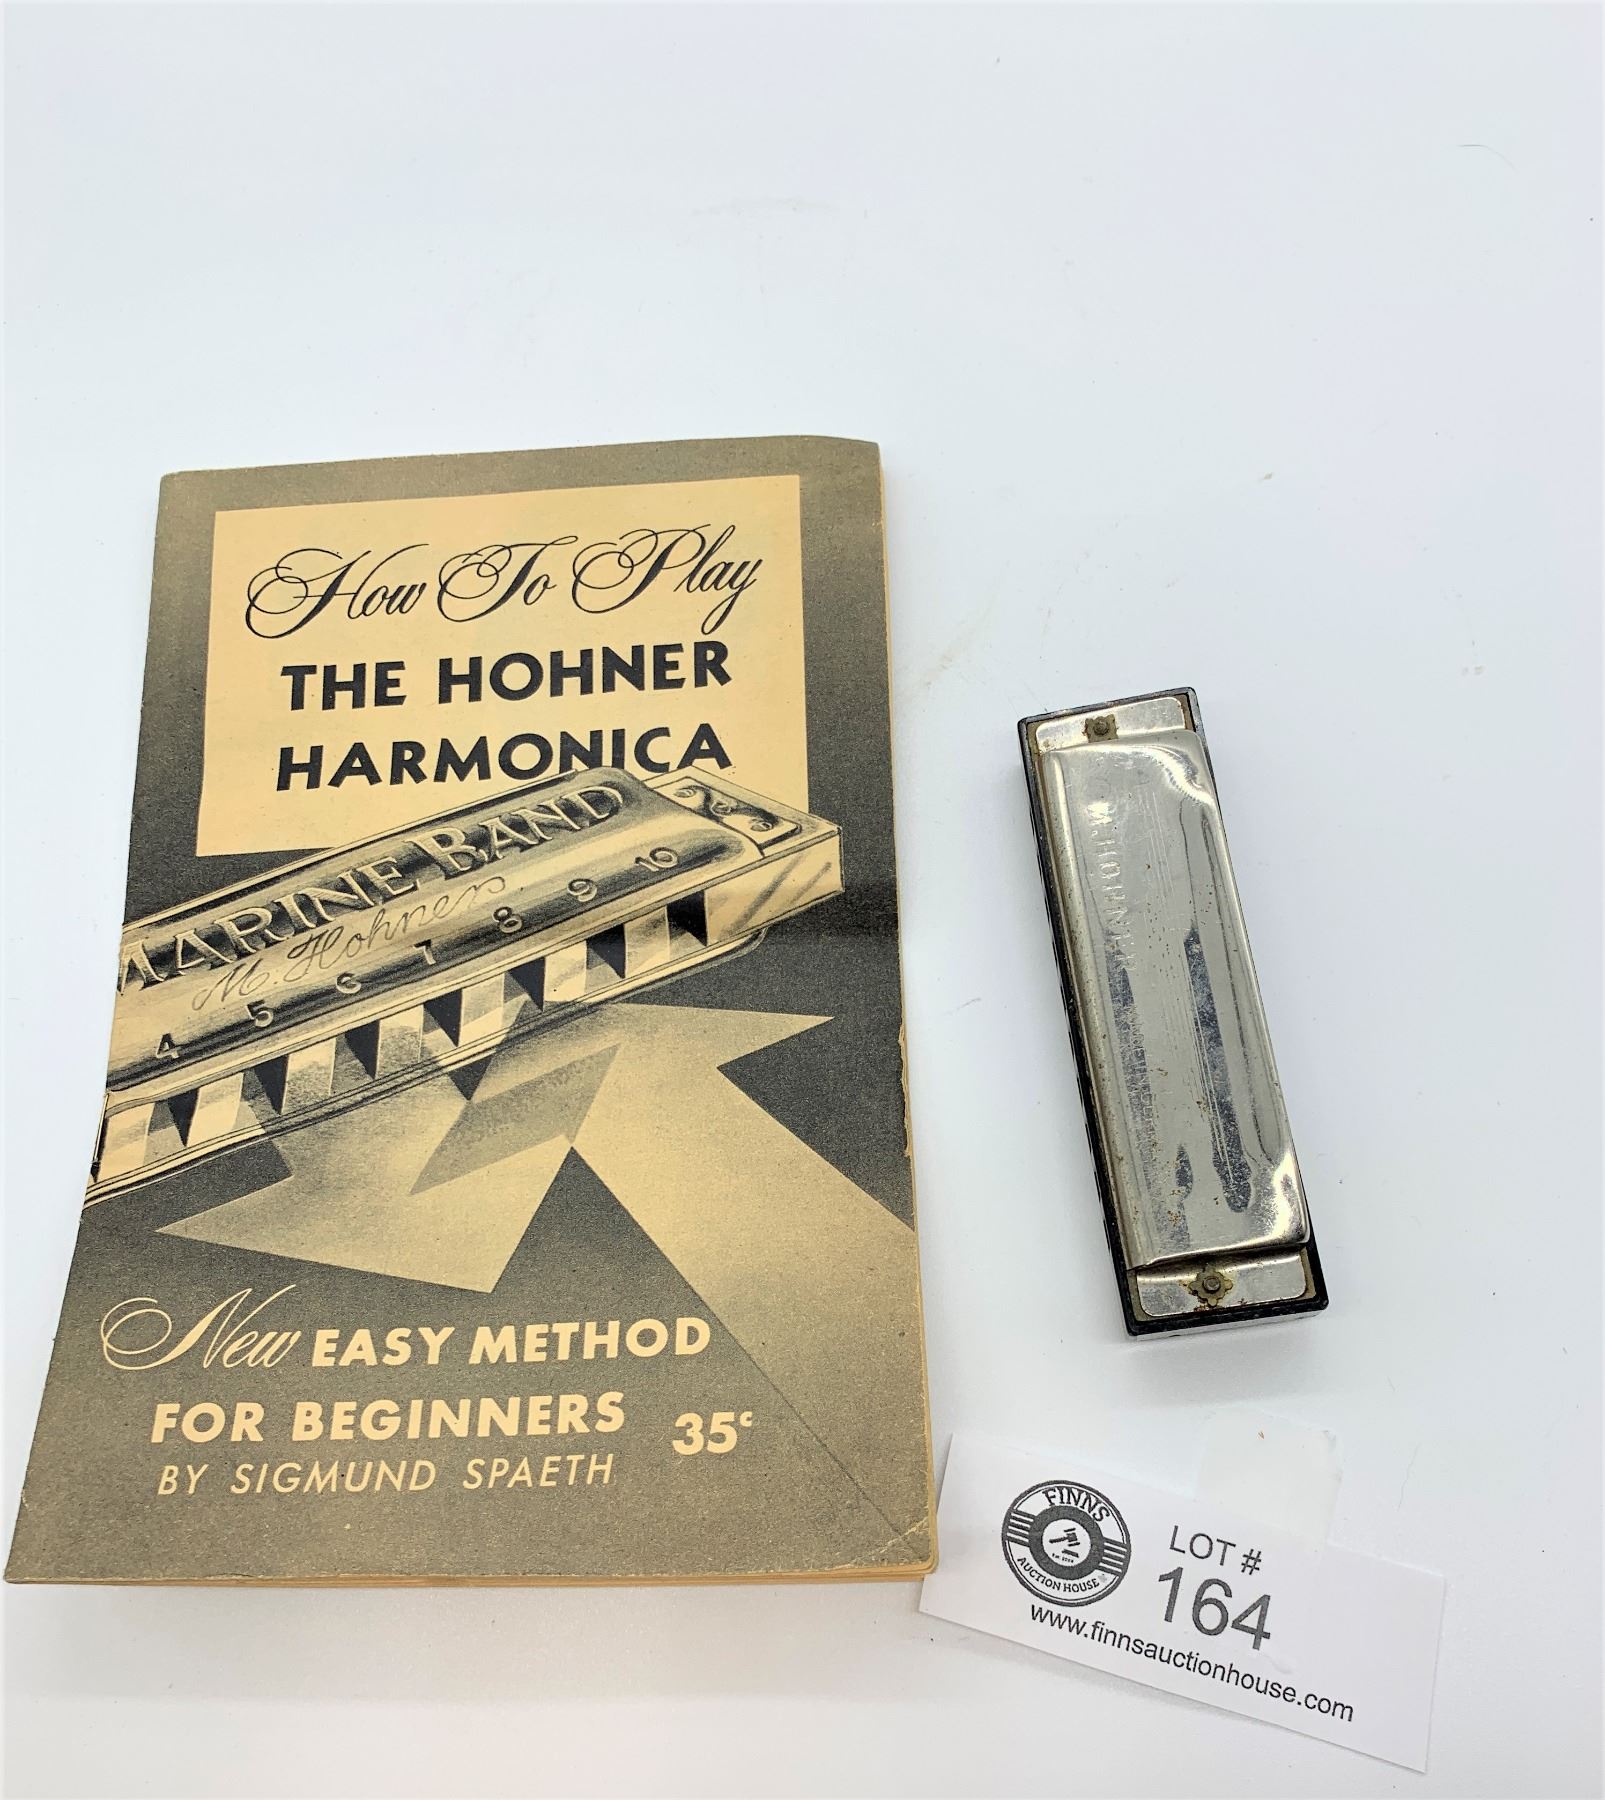 How To Play
THE HOHNER
HARMONICA
MARINE BAND
M. Hohner
4 5 6 7 8 9 10
New EASY METHOD
FOR BEGINNERS 35¢
BY SIGMUND SPAETH
M. HOHNER
FINNS
AUCTION HOUSE
LOT #
164
www.finnsauctionhouse.com